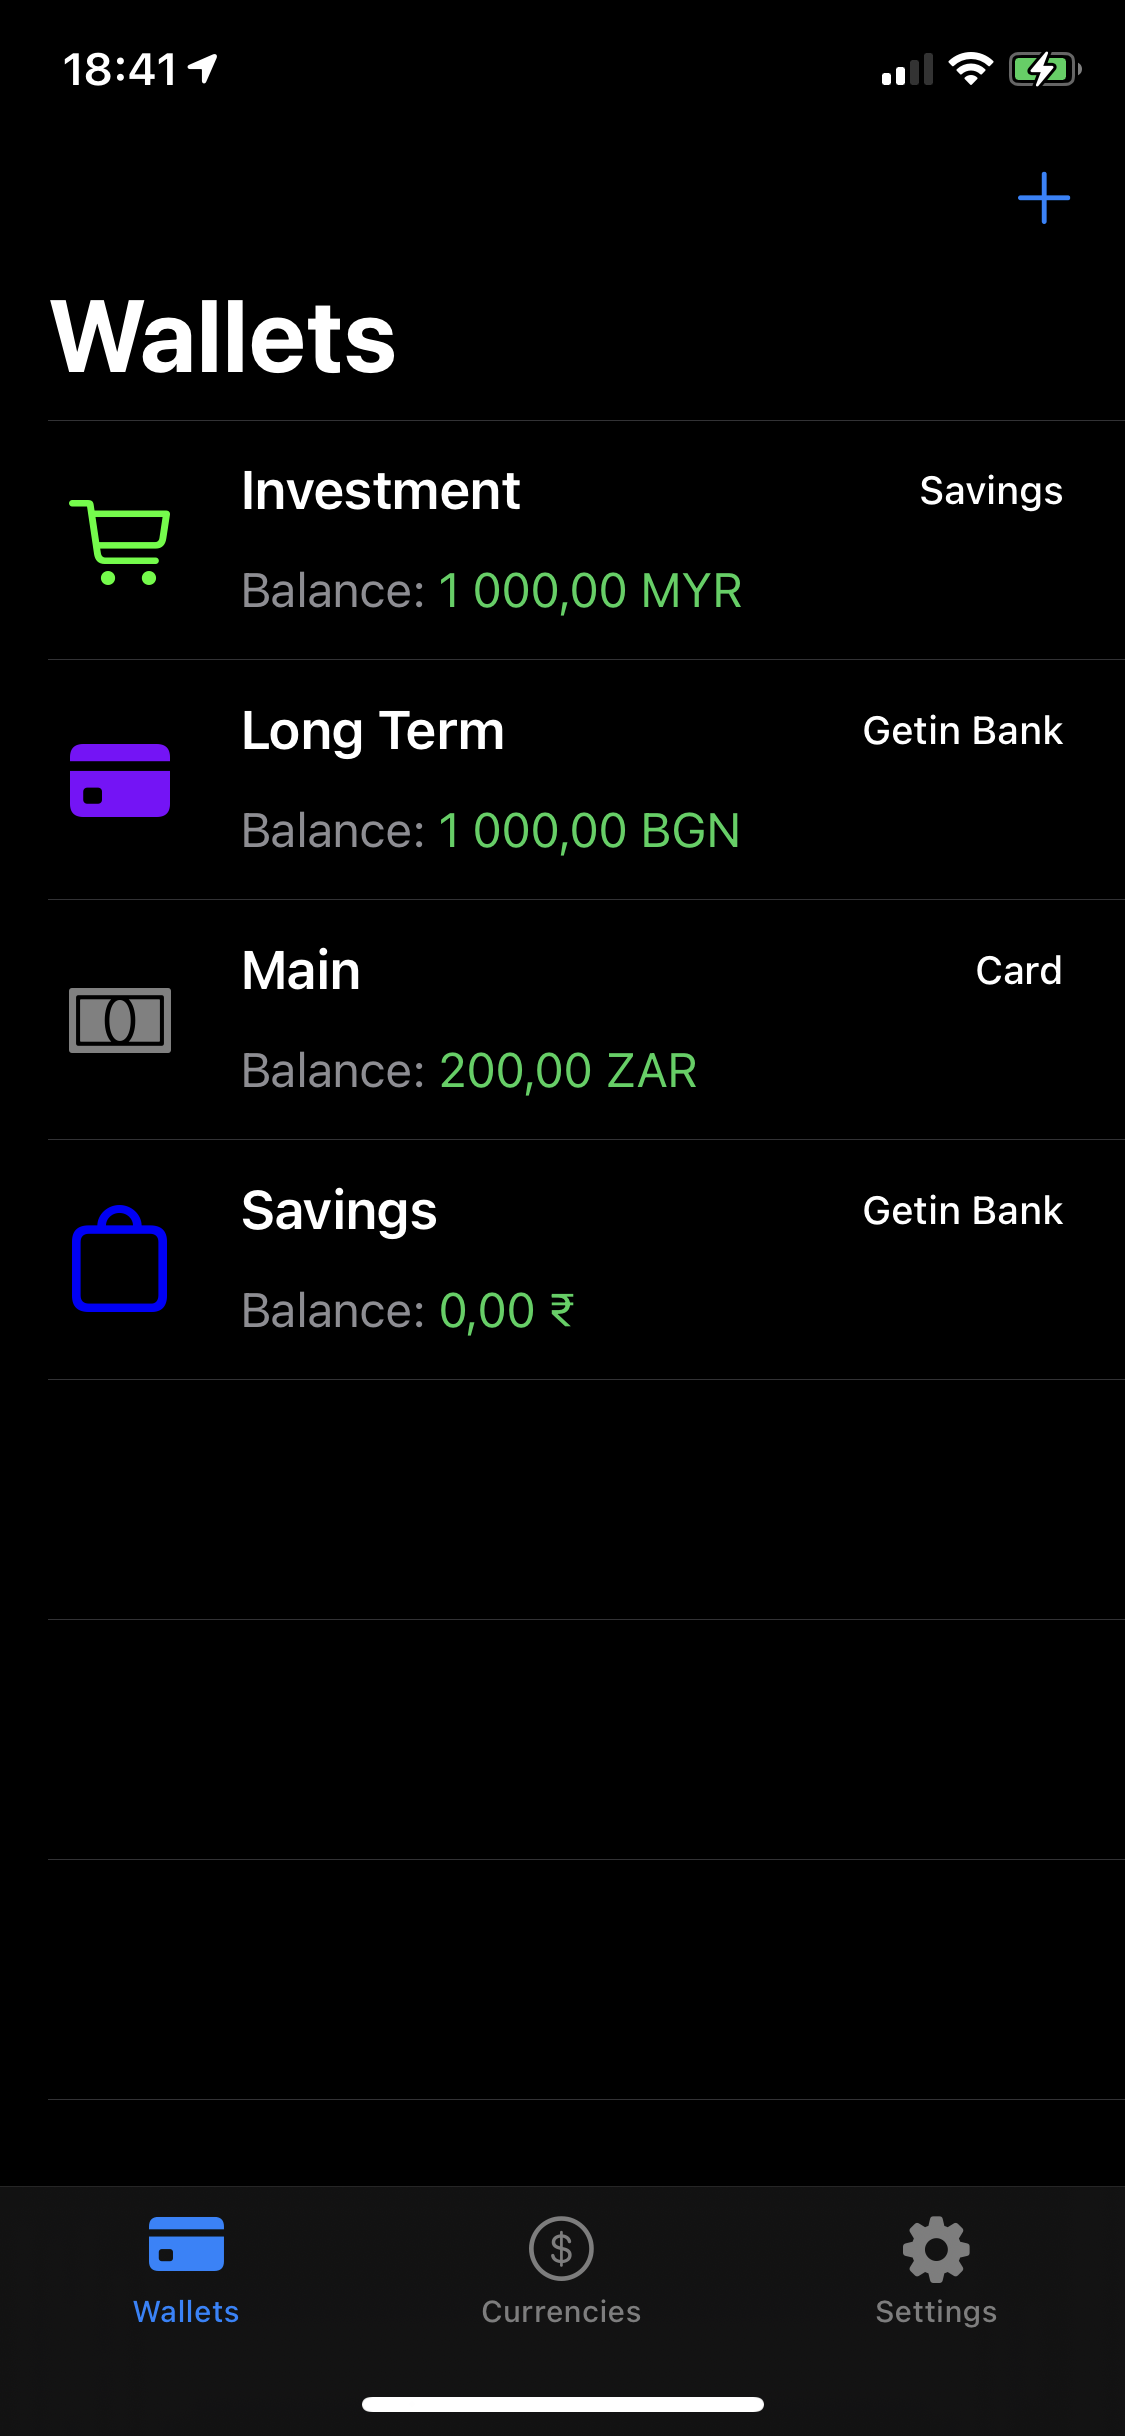 18:41
Wallets
Investment Savings
Balance: 1 000,00 MYR
Long Term Getin Bank
Balance: 1 000,00 BGN
Main Card
Balance: 200,00 ZAR
Savings Getin Bank
Balance: 0,00 ₹
Wallets Currencies Settings